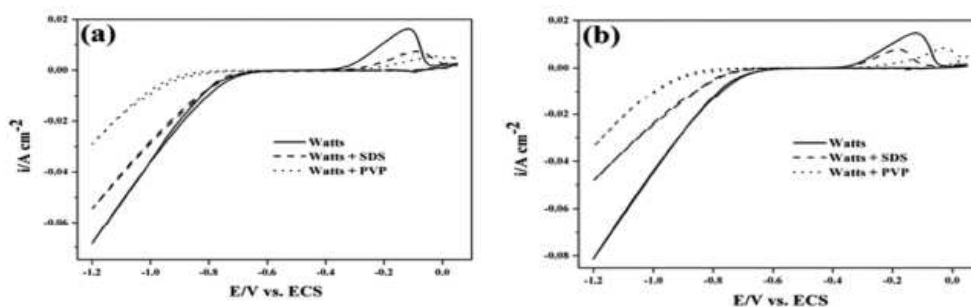 (a)
0.02
0.00
-0.02
-0.04
-0.06
i/A cm-2
Watts
Watts + SDS
Watts + PVP
-1.2 -1.0 -0.8 -0.6 -0.4 -0.2 0.0
E/V vs. ECS
(b)
0.02
0.00
-0.02
-0.04
-0.06
-0.08
i/A cm-2
Watts
Watts + SDS
Watts + PVP
-1.2 -1.0 -0.8 -0.6 -0.4 -0.2 0.0
E/V vs. ECS